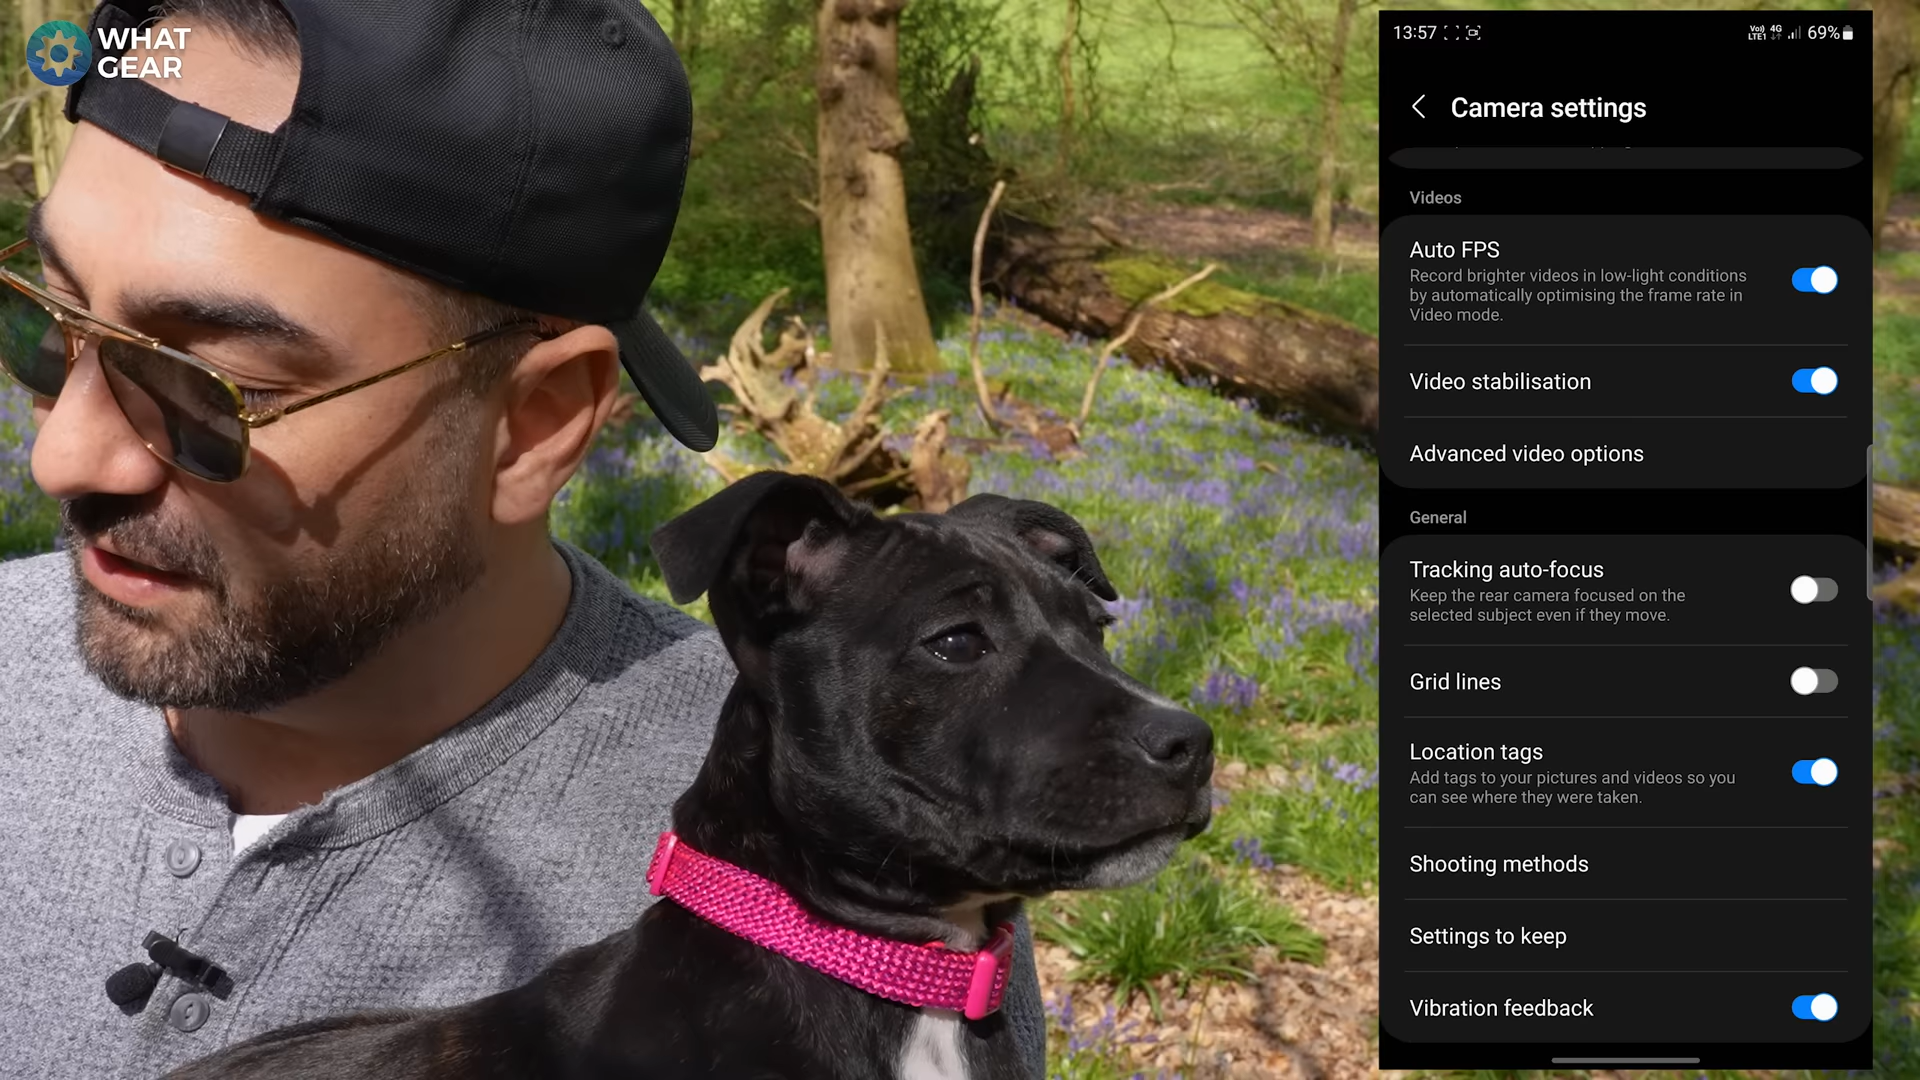 WHAT
GEAR
13:57
Vo))
LTE1
4G
69%
Camera settings
Videos
Auto FPS
Record brighter videos in low-light conditions
by automatically optimising the frame rate in
Video mode.
Video stabilisation
Advanced video options
General
Tracking auto-focus
Keep the rear camera focused on the
selected subject even if they move.
Grid lines
Location tags
Add tags to your pictures and videos so you
can see where they were taken.
Shooting methods
Settings to keep
Vibration feedback